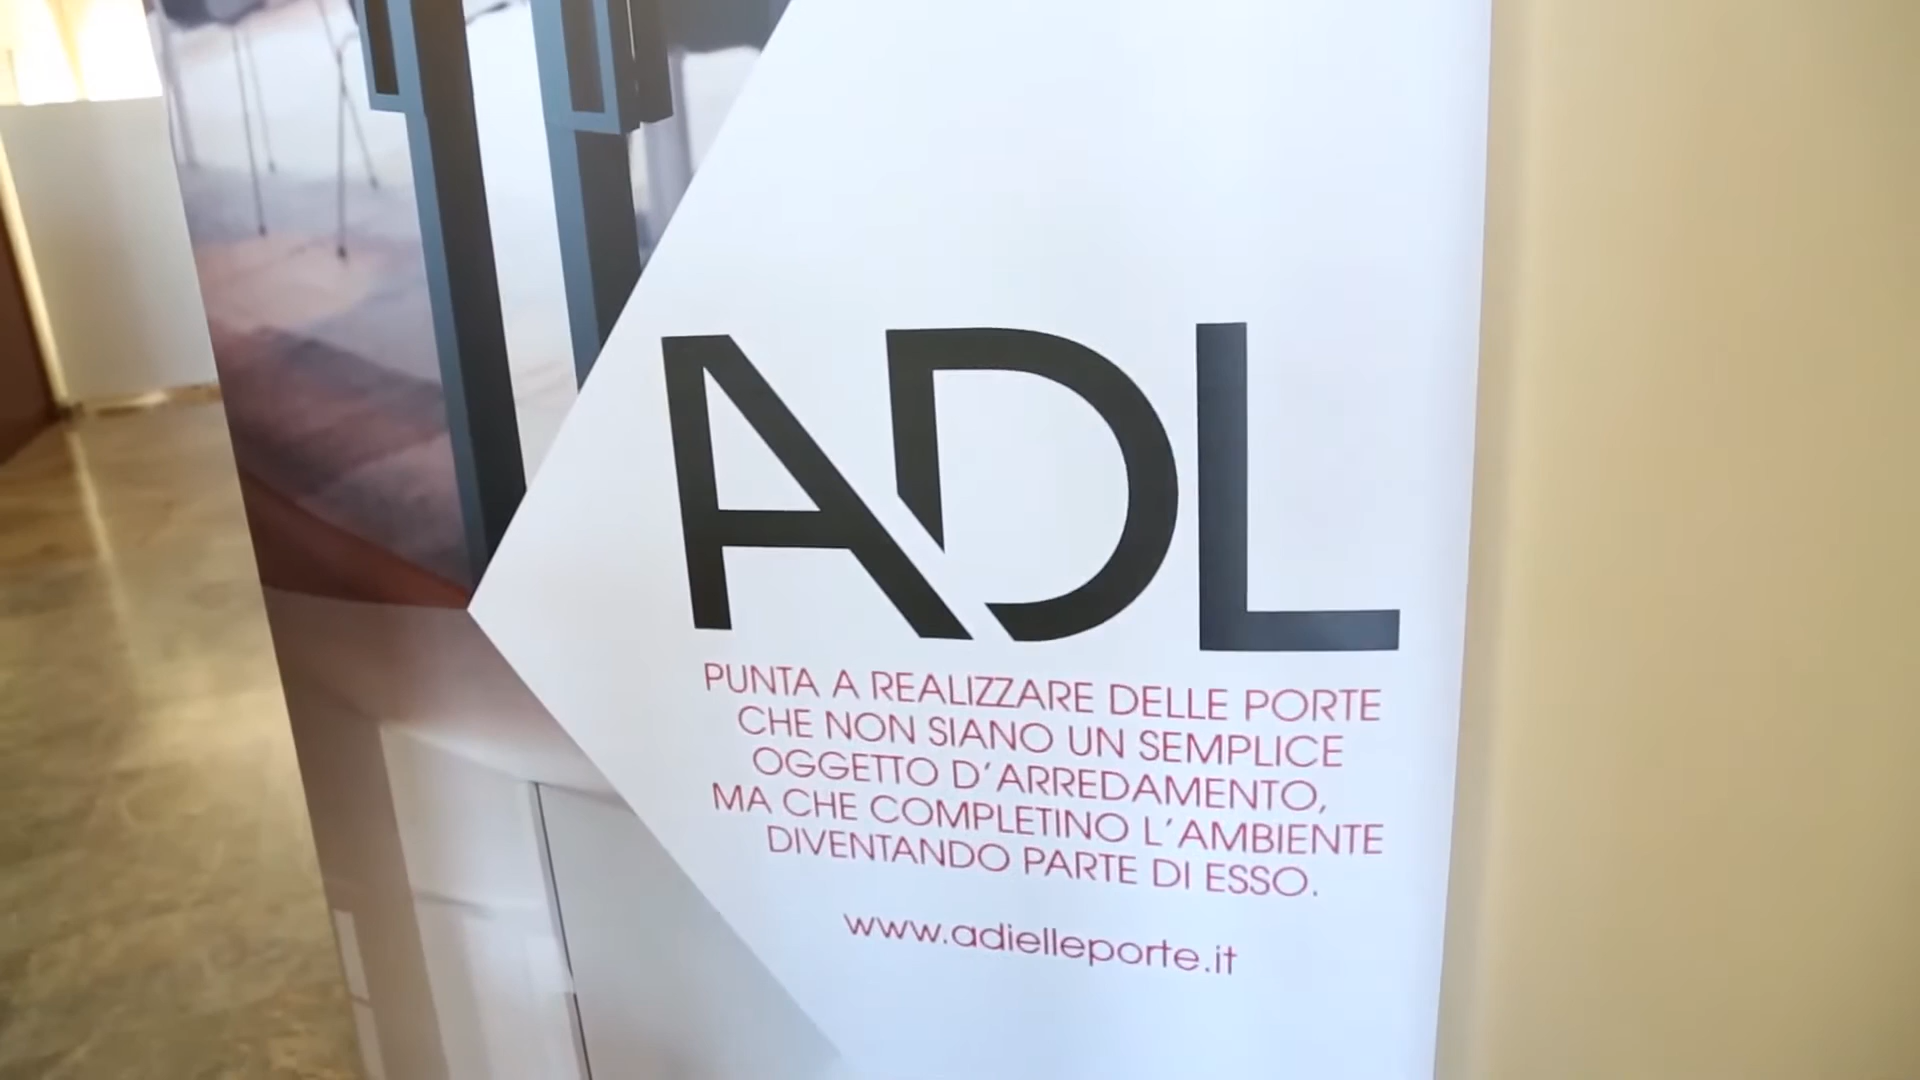 ADL
PUNTA A REALIZZARE DELLE PORTE
CHE NON SIANO UN SEMPLICE
OGGETTO D'ARREDAMENTO,
MA CHE COMPLETINO L'AMBIENTE
DIVENTANDO PARTE DI ESSO.
www.adielleporte.it